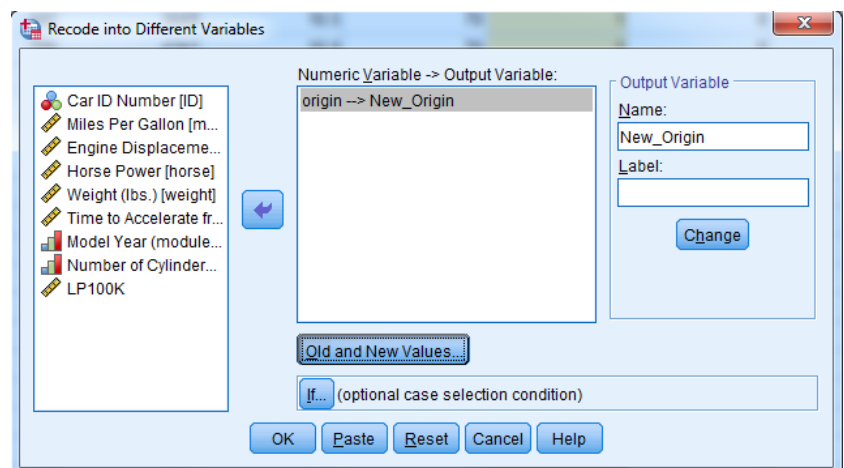 Recode into Different Variables
Numeric Variable -> Output Variable:
Car ID Number [ID]
Miles Per Gallon [m...
Engine Displaceme...
Horse Power [horse]
Weight (lbs.) [weight]
Time to Accelerate fr...
Model Year (module...
Number of Cylinder...
LP100K
origin --> New_Origin
Output Variable
Name:
New_Origin
Label:
Change
Old and New Values...
If... (optional case selection condition)
OK Paste Reset Cancel Help